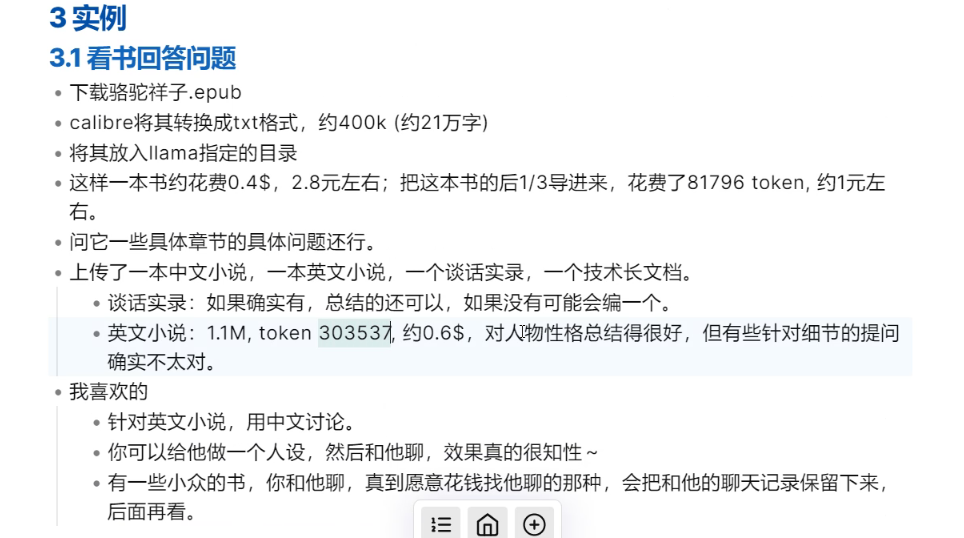 3 实例
3.1 看书回答问题
下载骆驼祥子.epub
calibre将其转换成txt格式，约400k (约21万字)
将其放入llama指定的目录
这样一本书约花费0.4$，2.8元左右；把这本书的后1/3导进来，花费了81796 token, 约1元左
右。
问它一些具体章节的具体问题还行。
上传了一本中文小说，一本英文小说，一个谈话实录，一个技术长文档。
谈话实录：如果确实有，总结的还可以，如果没有可能会编一个。
英文小说：1.1M, token 303537, 约0.6$，对人物性格总结得很好，但有些针对细节的提问
确实不太对。
我喜欢的
针对英文小说，用中文讨论。
你可以给他做一个人设，然后和他聊，效果真的很知性～
有一些小众的书，你和他聊，真到愿意花钱找他聊的那种，会把和他的聊天记录保留下来，
后面再看。